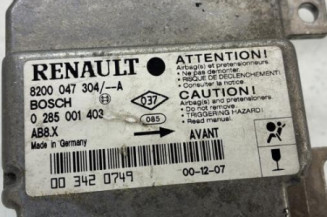 RENAULT
8200 047 304/--A
BOSCH
0 285 001 403
AB8.X
Made in Germany
037
085
AVANT
ATTENTION!
Airbag(s) et pretensionneurs
• Ne pas démonter
• RISQUE DE DECLENCHEMENT!
• Consulter la notice
CAUTION!
Airbag(s) and pretensioners
• Do not remove.
• TRIGGERING HAZARD!
• Read manual.
00 342 0749
00-12-07